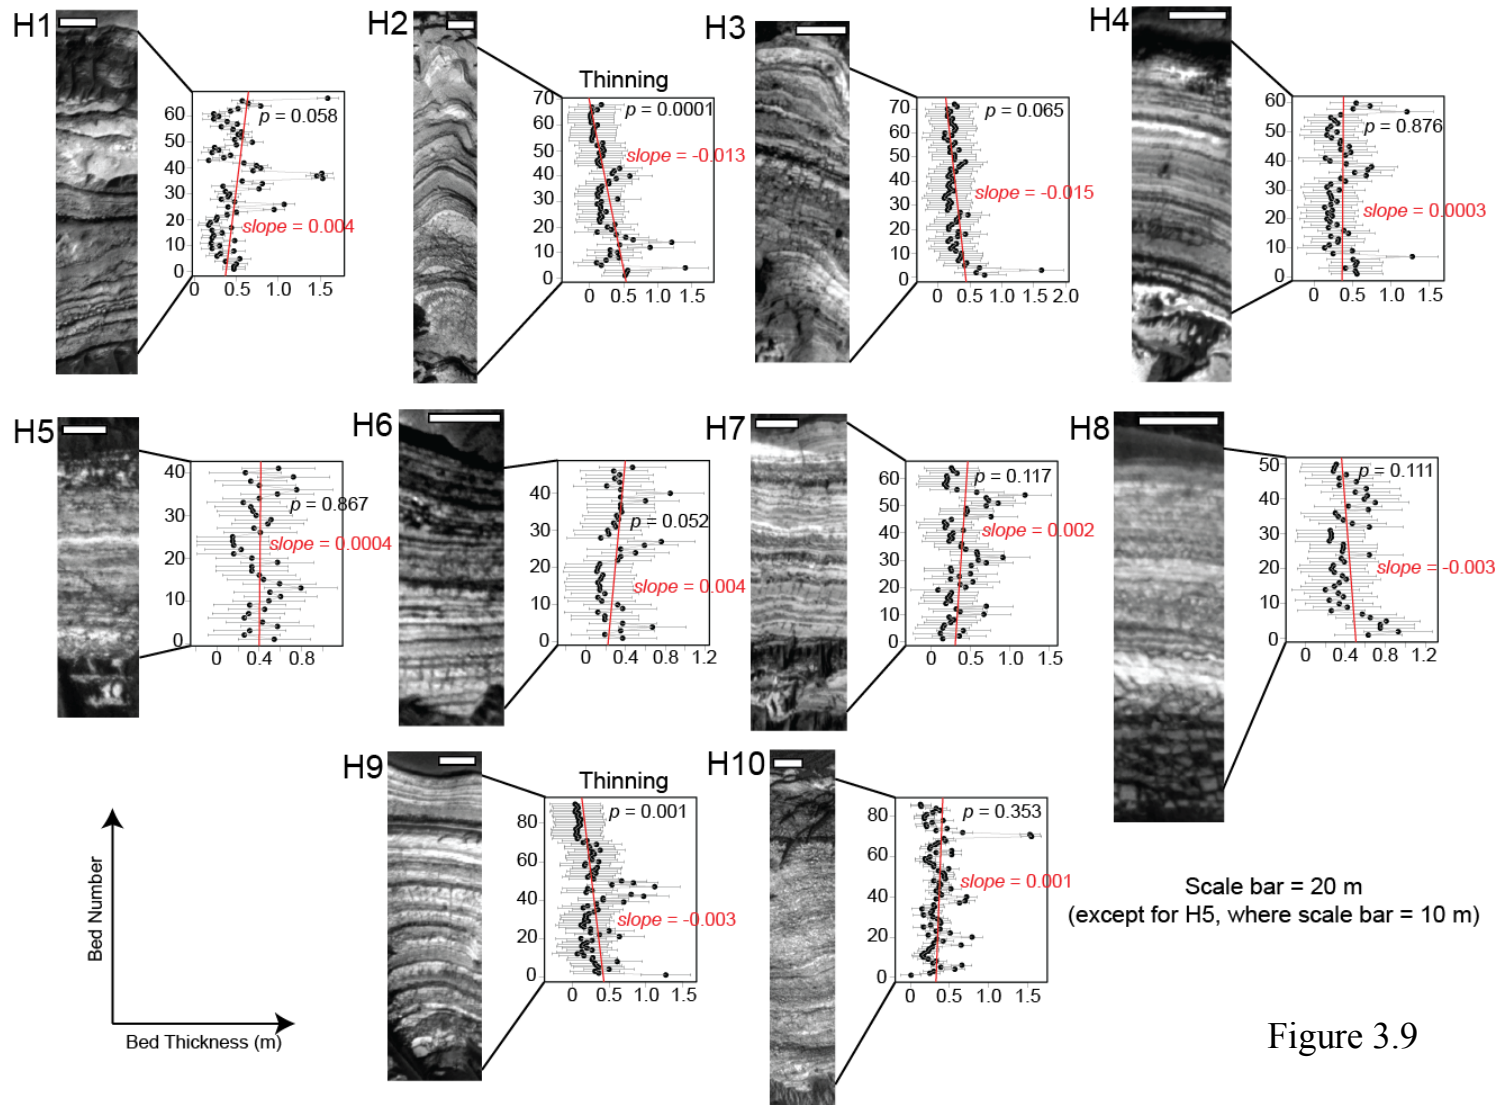 H1
60
50
40
30
20
10
0
0 0.5 1.0 1.5
p = 0.058
slope = 0.004
H2
Thinning
70
60
50
40
30
20
10
0
0 0.5 1.0 1.5
p = 0.0001
slope = -0.013
H3
70
60
50
40
30
20
10
0
0 0.5 1.0 1.5 2.0
p = 0.065
slope = -0.015
H4
60
50
40
30
20
10
0
0 0.5 1.0 1.5
p = 0.876
slope = 0.0003
H5
40
30
20
10
0
0 0.4 0.8
p = 0.867
slope = 0.0004
H6
40
30
20
10
0
0 0.4 0.8 1.2
p = 0.052
slope = 0.004
H7
60
50
40
30
20
10
0
0 0.5 1.0 1.5
p = 0.117
slope = 0.002
H8
50
40
30
20
10
0
0 0.4 0.8 1.2
p = 0.111
slope = -0.003
H9
Thinning
80
60
40
20
0
0 0.5 1.0 1.5
p = 0.001
slope = -0.003
H10
80
60
40
20
0
0 0.5 1.0 1.5
p = 0.353
slope = 0.001
Bed Number
Bed Thickness (m)
Scale bar = 20 m
(except for H5, where scale bar = 10 m)
Figure 3.9